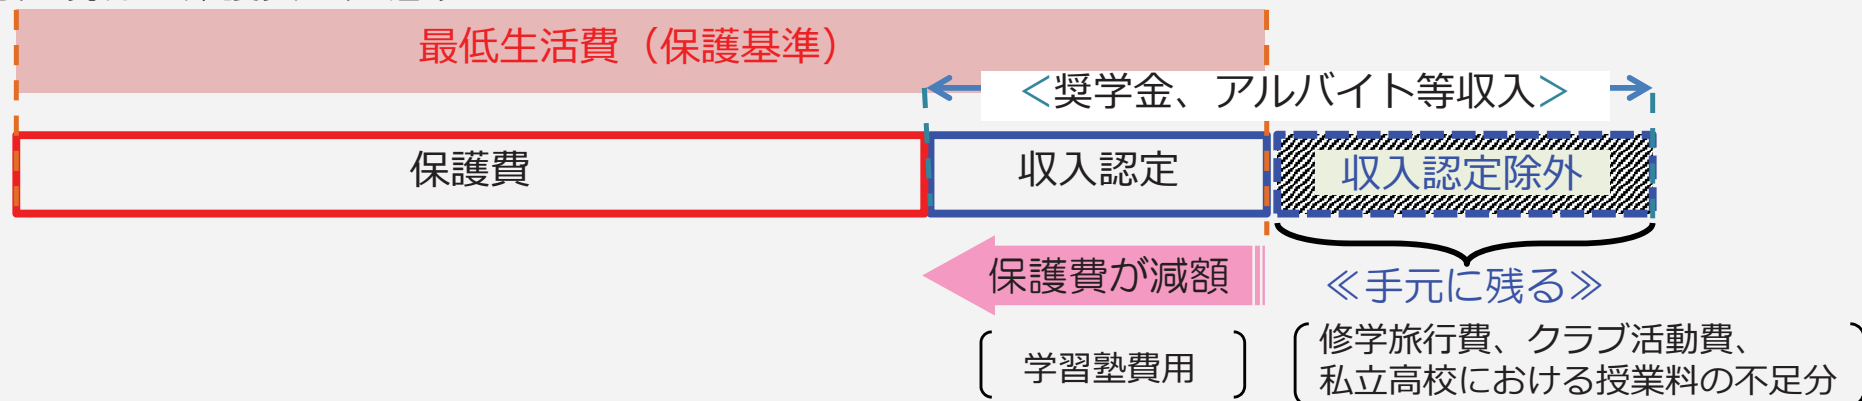 最低生活費（保護基準）
＜奨学金、アルバイト等収入＞
保護費
収入認定
収入認定除外
保護費が減額
≪手元に残る≫
学習塾費用
修学旅行費、クラブ活動費、
私立高校における授業料の不足分